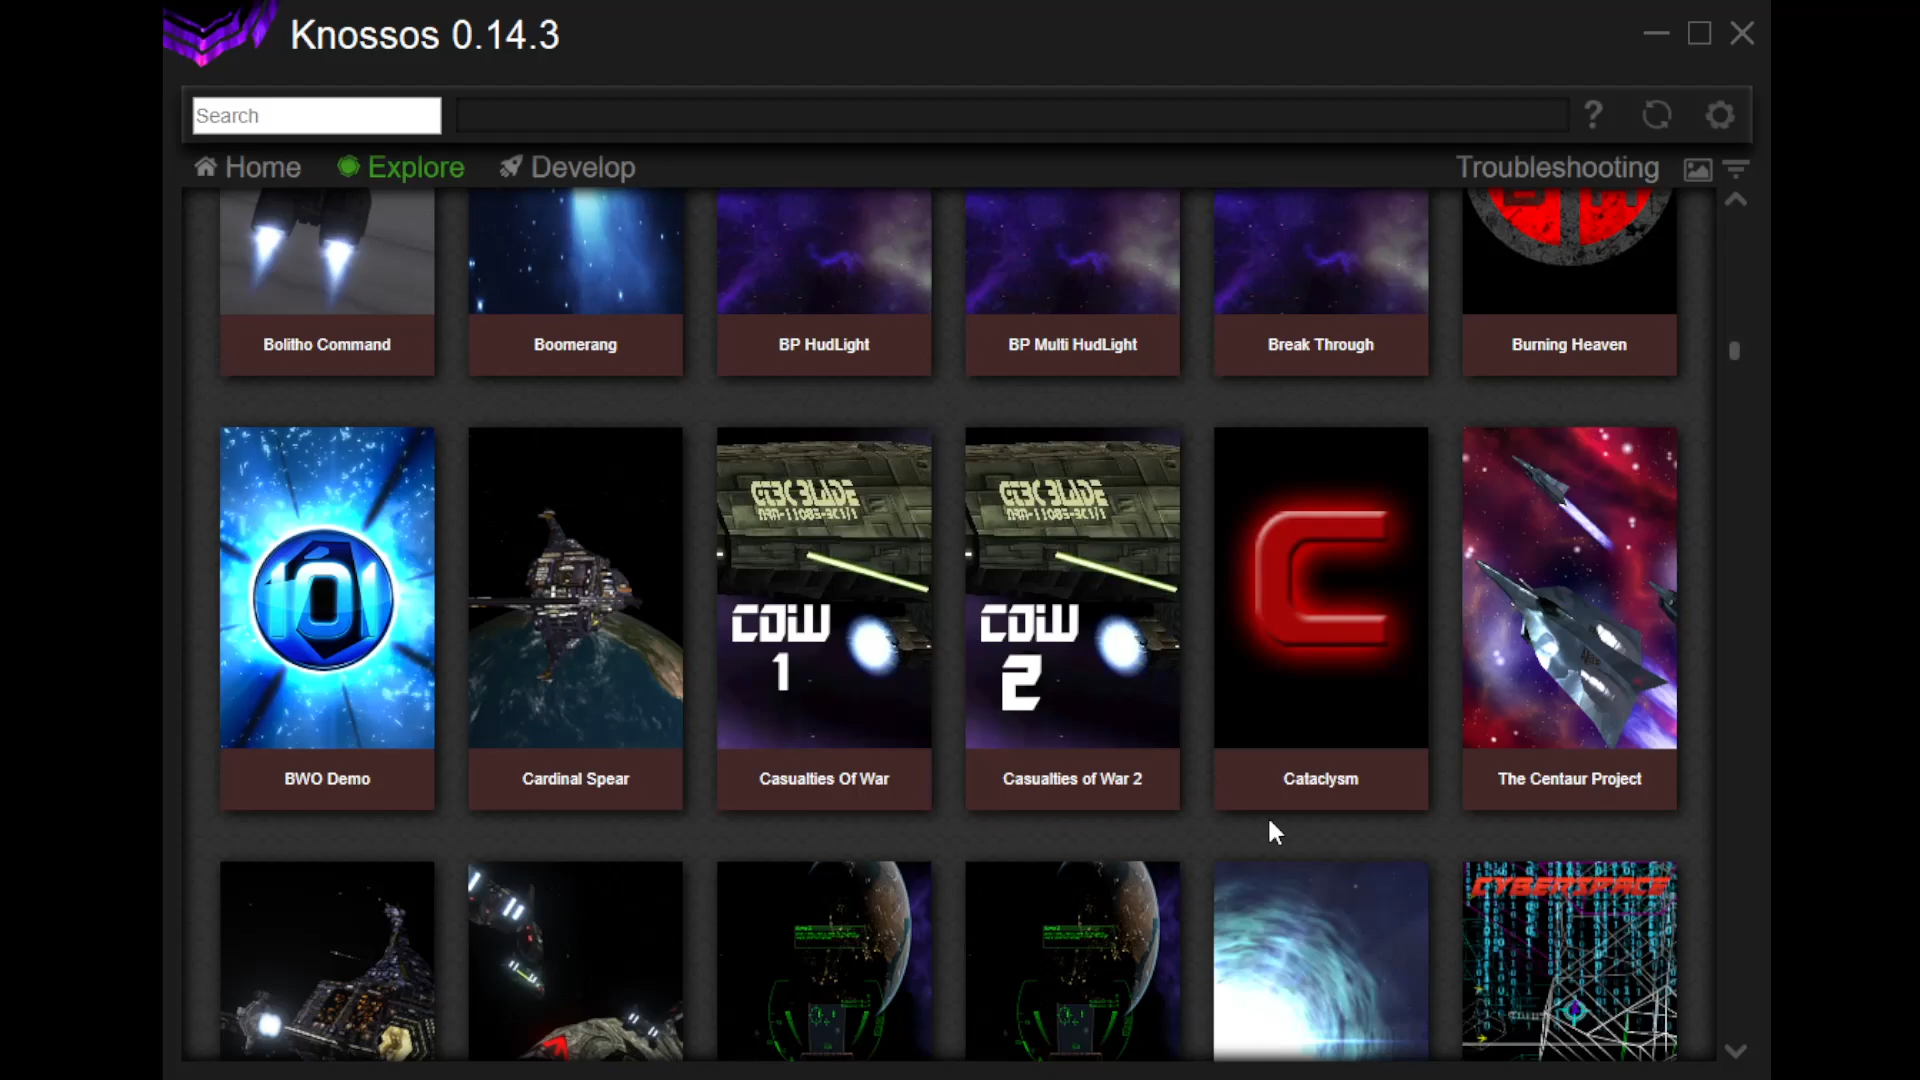 Knossos 0.14.3
Search
?
Home
Explore
Develop
Troubleshooting
Bolitho Command
Boomerang
BP HudLight
BP Multi HudLight
Break Through
Burning Heaven
101
COW
1
COW
2
C
BWO Demo
Cardinal Spear
Casualties Of War
Casualties of War 2
Cataclysm
The Centaur Project
CYBERSPACE